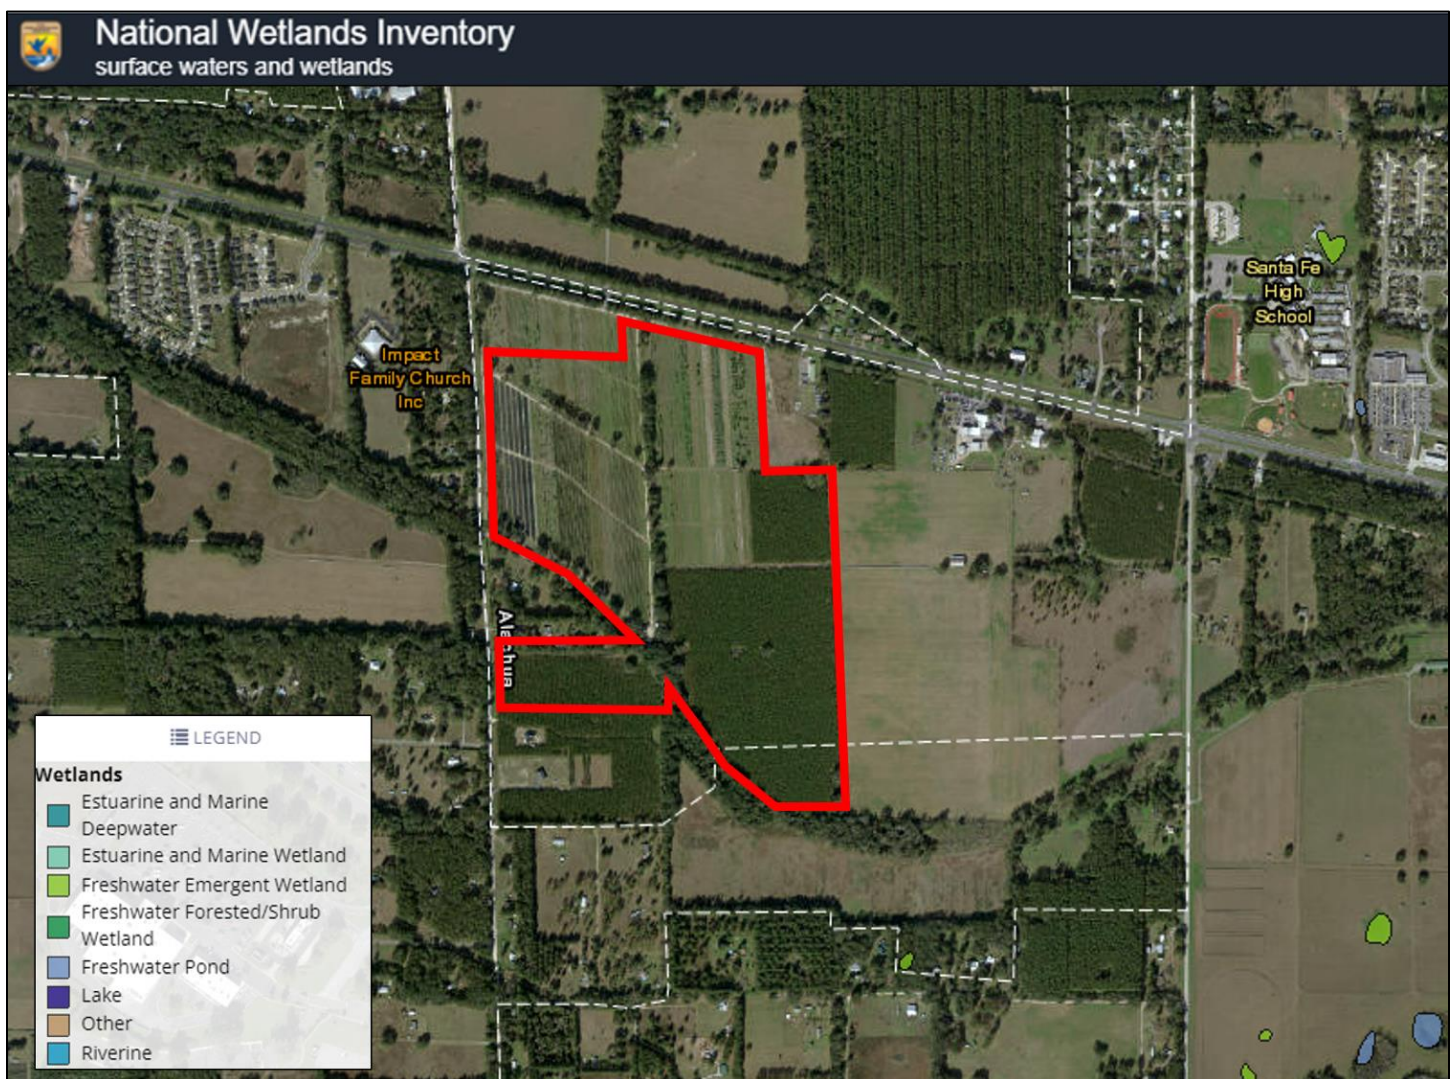 National Wetlands Inventory
surface waters and wetlands
Santa Fe
High
School
Impact
Family Church
Inc
Alachua
LEGEND
Wetlands
Estuarine and Marine
Deepwater
Estuarine and Marine Wetland
Freshwater Emergent Wetland
Freshwater Forested/Shrub
Wetland
Freshwater Pond
Lake
Other
Riverine